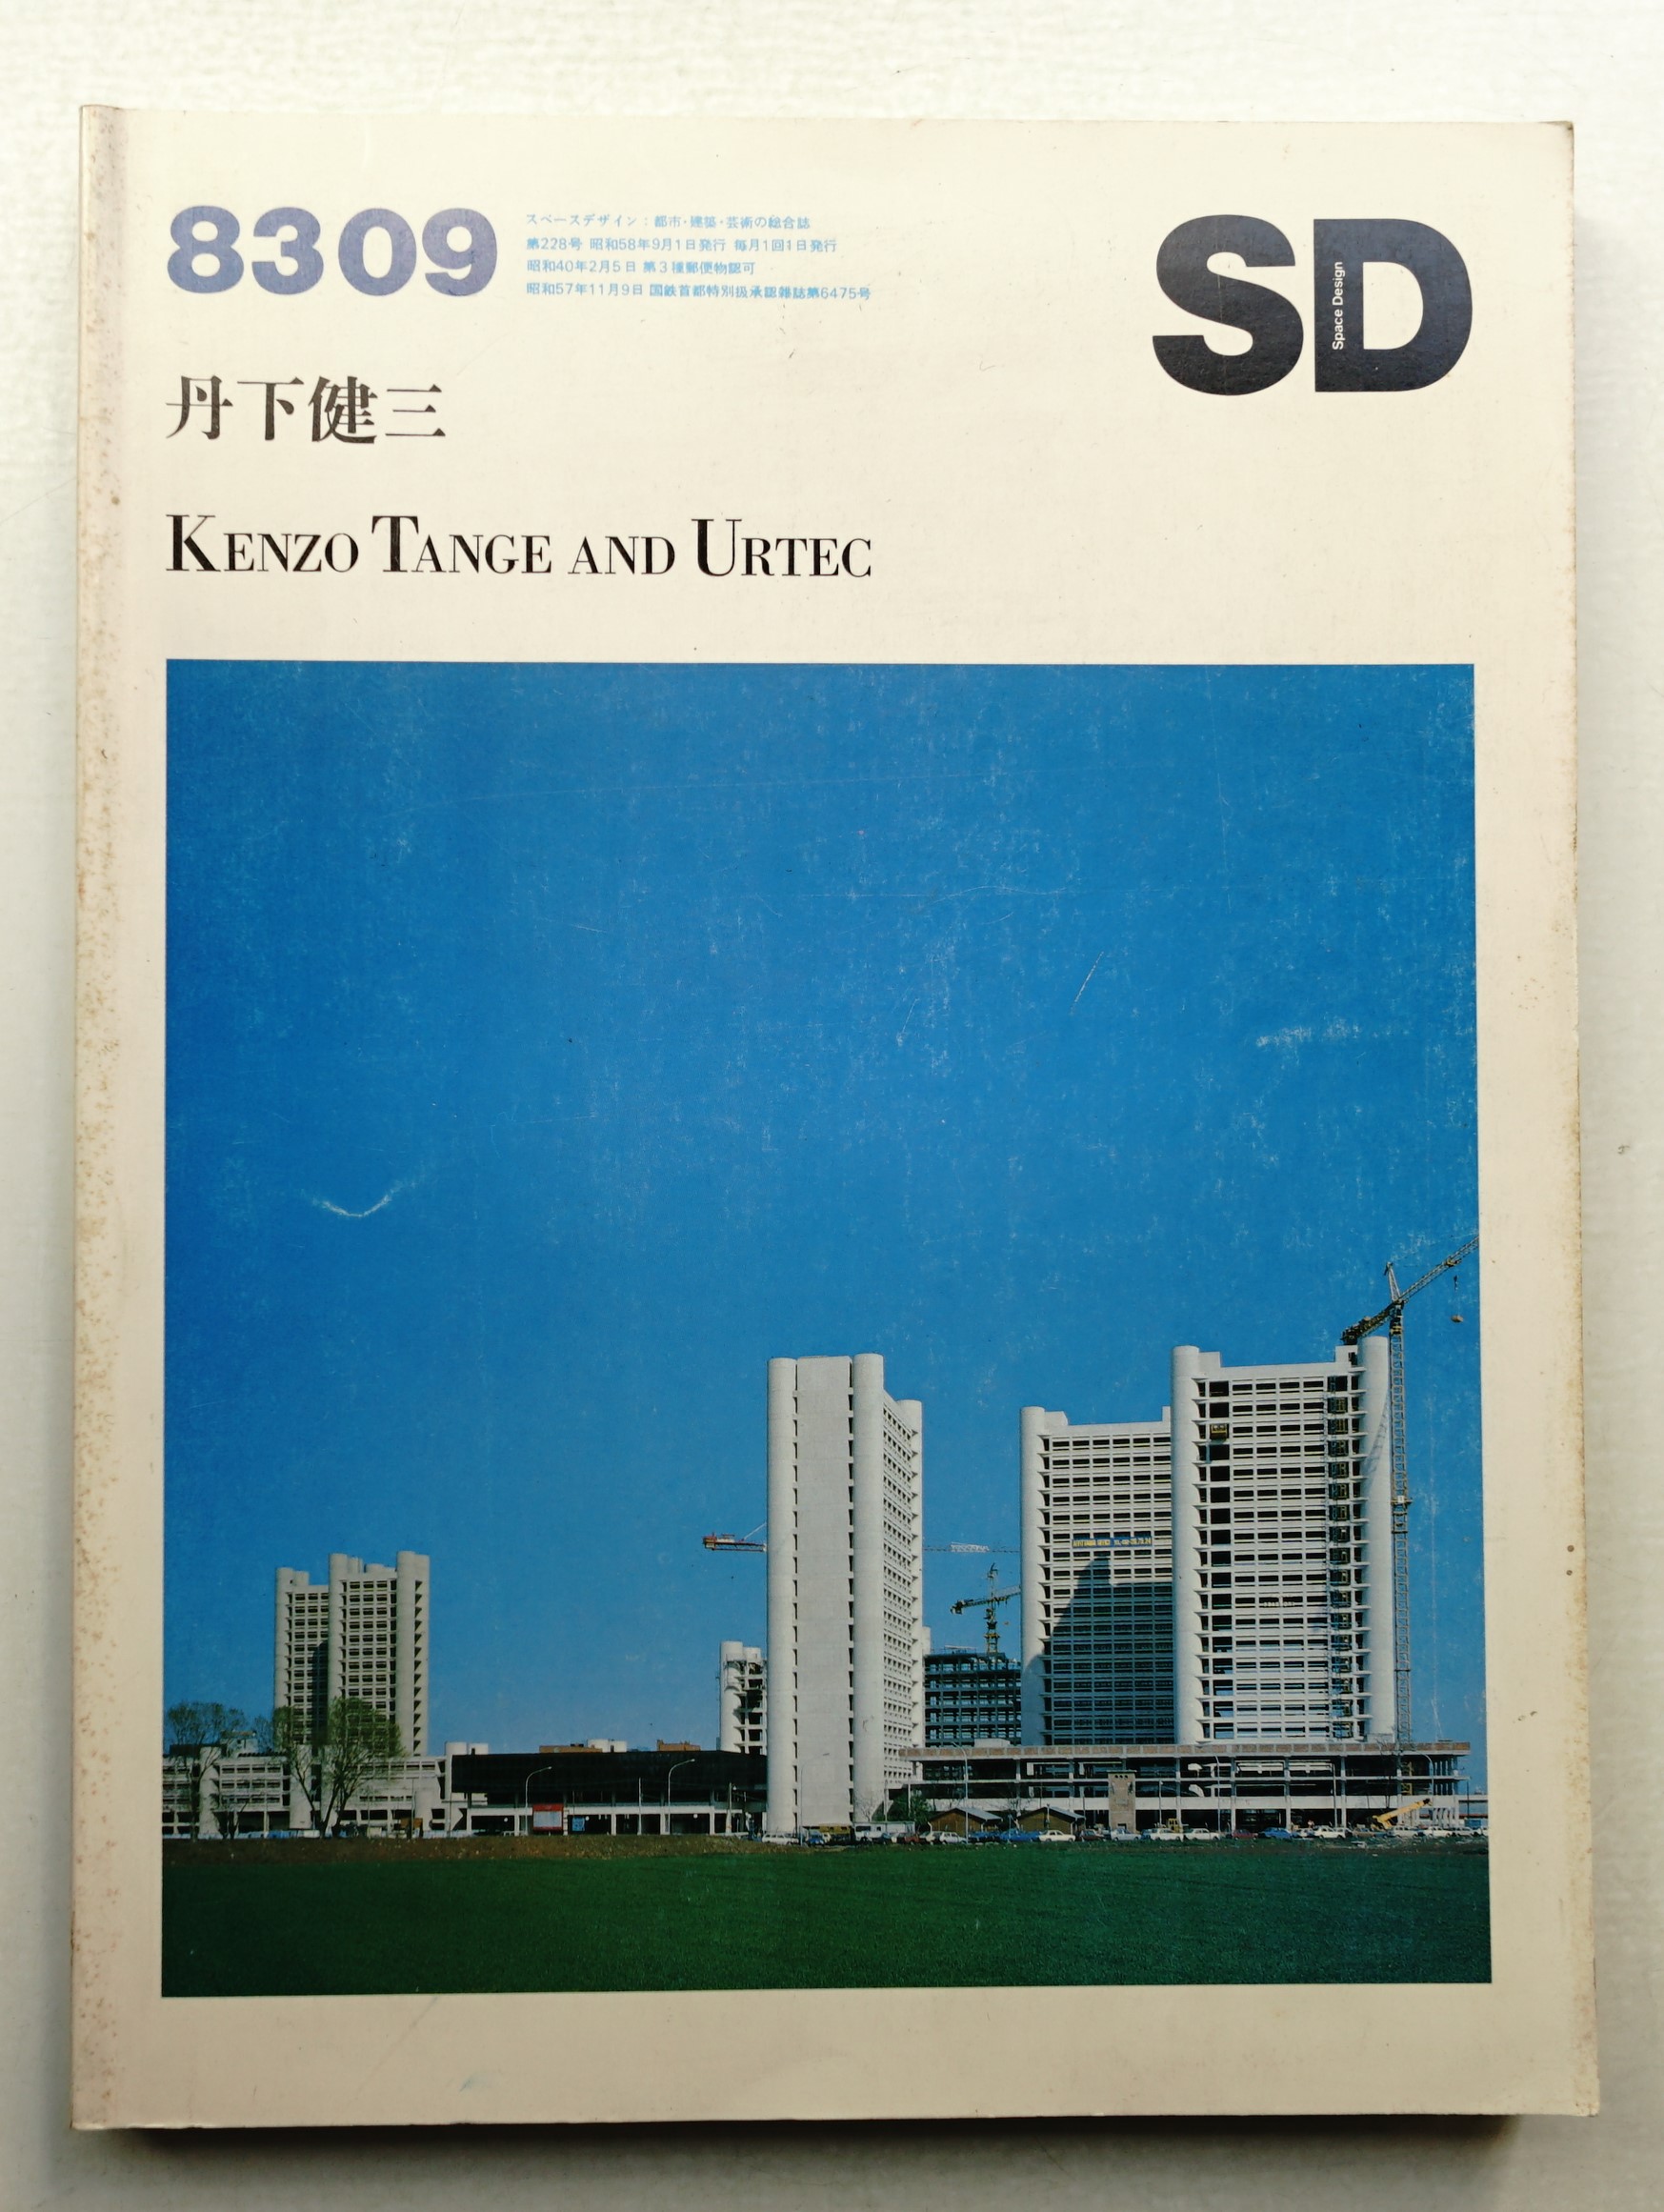 8309
スペースデザイン：都市・建築・芸術の総合誌
第228号 昭和58年9月1日発行 毎月1回1日発行
昭和40年2月5日 第3種郵便物認可
昭和57年11月9日 国鉄首都特別扱承認雑誌第6475号
SD
Space Design
丹下健三
KENZO TANGE AND URTEC